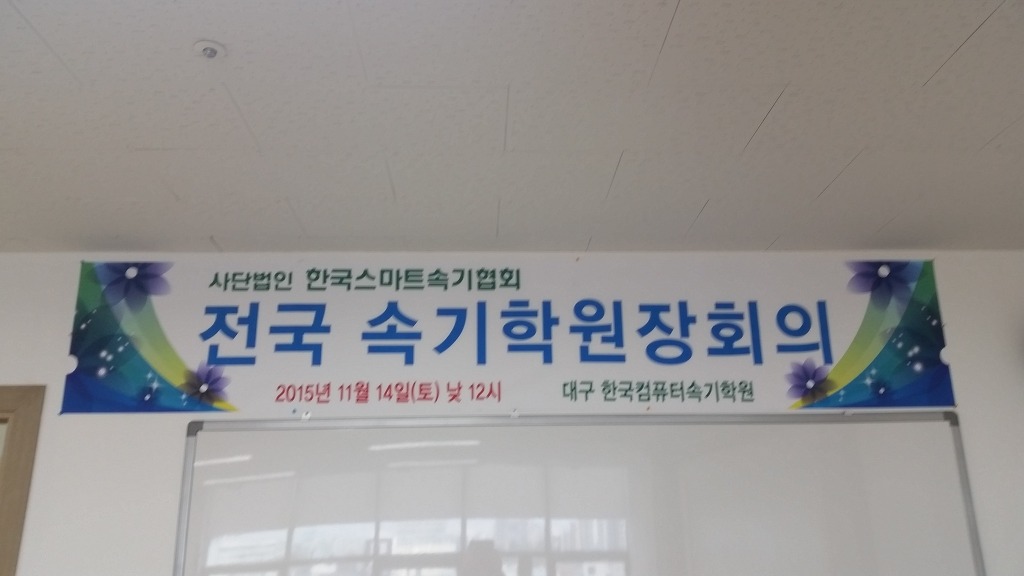 사단법인 한국스마트속기협회
전국 속기학원장회의
2015년 11월 14일(토) 낮 12시 대구 한국컴퓨터속기학원